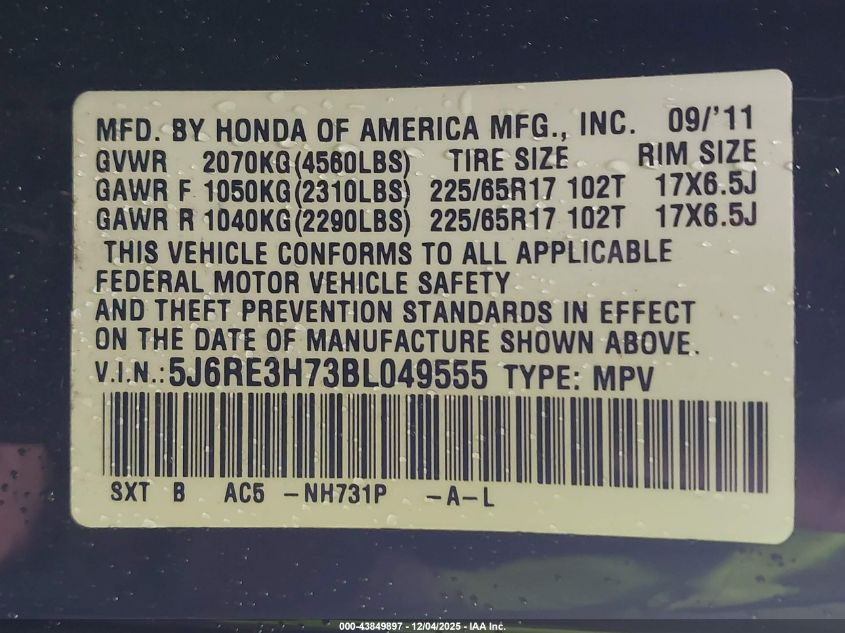 MFD. BY HONDA OF AMERICA MFG., INC. 09/'11
GVWR 2070KG(4560LBS) TIRE SIZE RIM SIZE
GAWR F 1050KG(2310LBS) 225/65R17 102T 17X6.5J
GAWR R 1040KG(2290LBS) 225/65R17 102T 17X6.5J
THIS VEHICLE CONFORMS TO ALL APPLICABLE
FEDERAL MOTOR VEHICLE SAFETY
AND THEFT PREVENTION STANDARDS IN EFFECT
ON THE DATE OF MANUFACTURE SHOWN ABOVE.
V.I.N.: 5J6RE3H73BL049555 TYPE: MPV
SXT B AC5 -NH731P -A-L
000-43849897 - 12/04/2025 - IAA Inc.